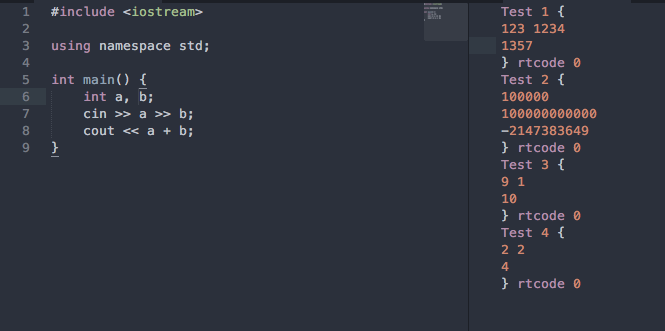 1 #include <iostream>
2
3 using namespace std;
4
5 int main() {
6     int a, b;
7     cin >> a >> b;
8     cout << a + b;
9 }
Test 1 {
123 1234
1357
} rtcode 0
Test 2 {
100000
100000000000
-2147383649
} rtcode 0
Test 3 {
9 1
10
} rtcode 0
Test 4 {
2 2
4
} rtcode 0